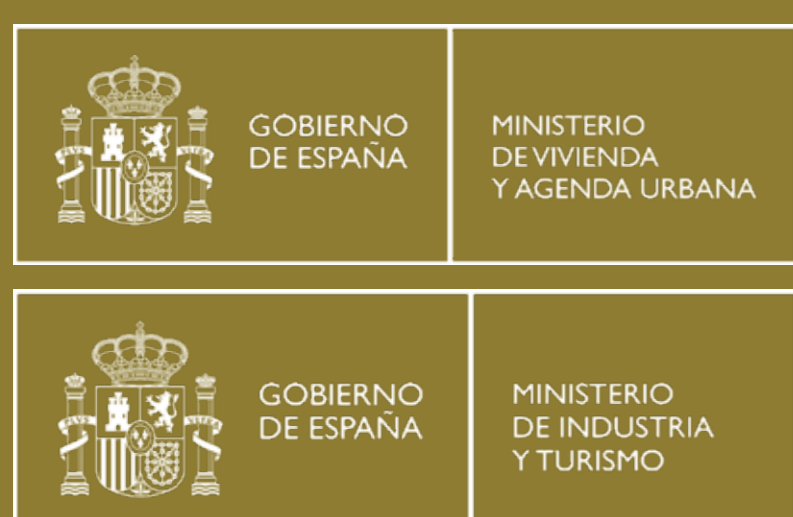 GOBIERNO
DE ESPAÑA
MINISTERIO
DE VIVIENDA
Y AGENDA URBANA
GOBIERNO
DE ESPAÑA
MINISTERIO
DE INDUSTRIA
Y TURISMO